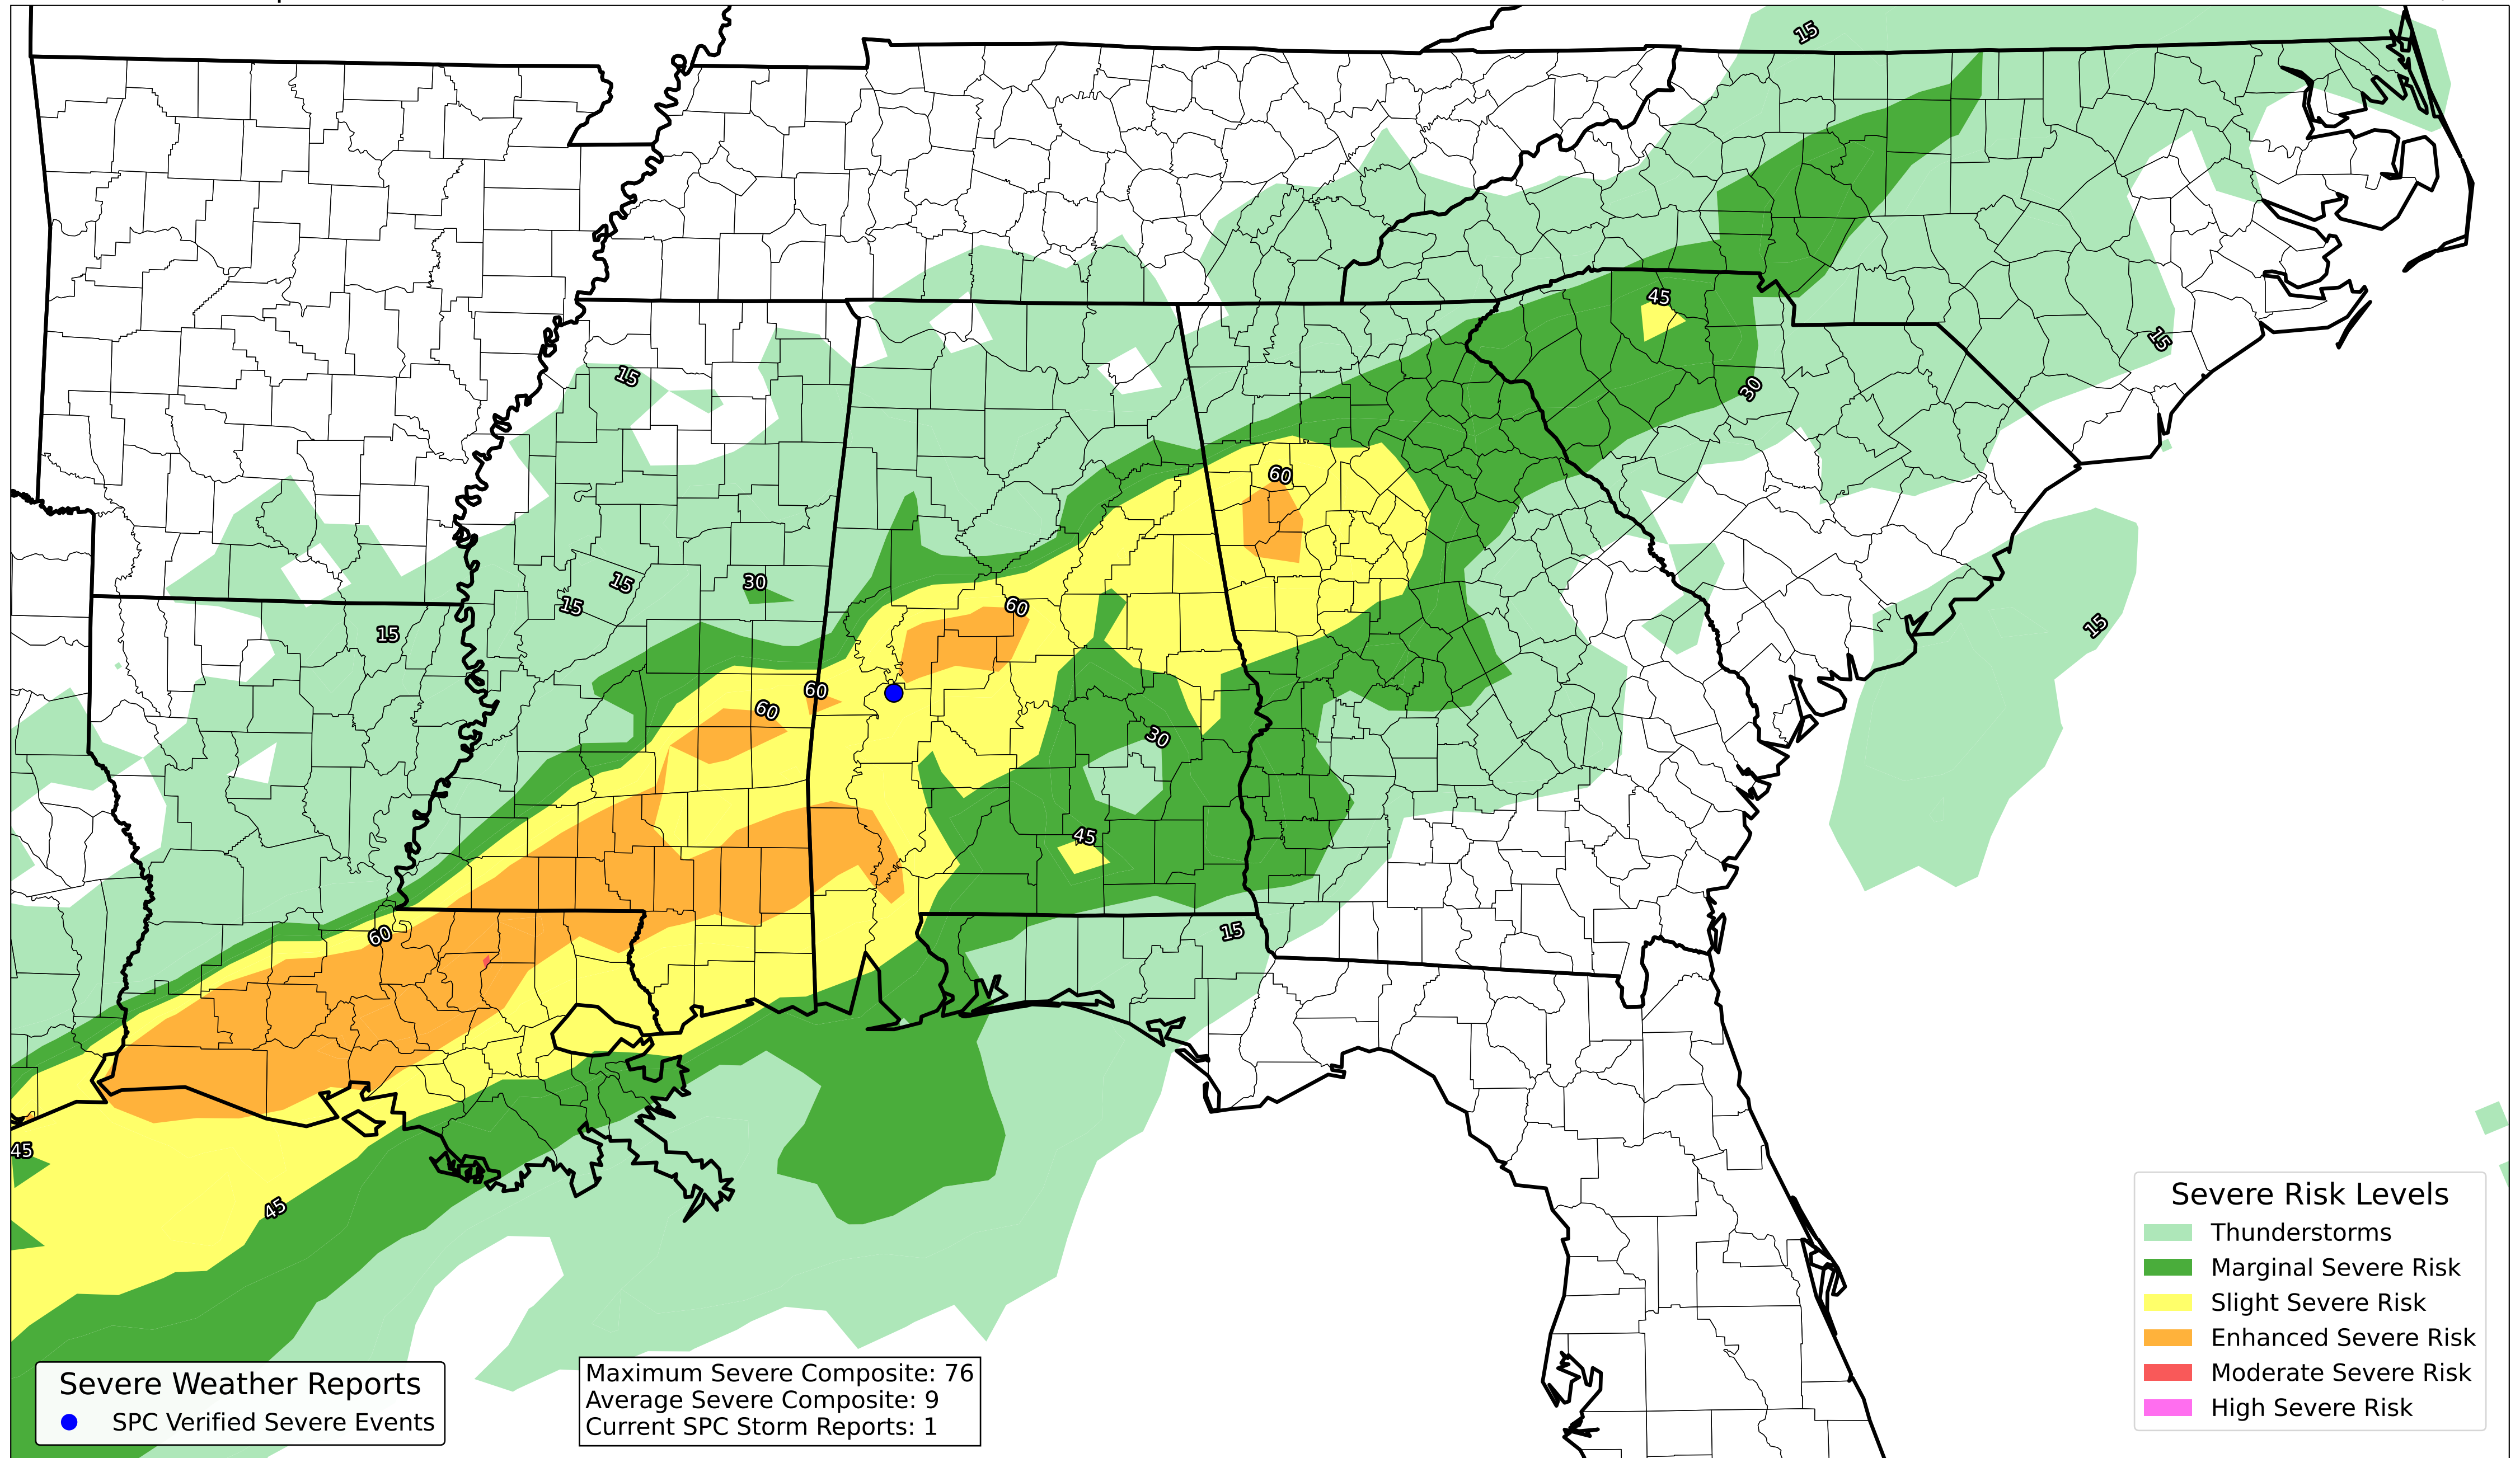 15
45
15
15
30
60
30
15
15
60
15
15
60
60
30
45
15
60
45
45
Severe Risk Levels
Thunderstorms
Marginal Severe Risk
Slight Severe Risk
Enhanced Severe Risk
Moderate Severe Risk
High Severe Risk
Severe Weather Reports
SPC Verified Severe Events
Maximum Severe Composite: 76
Average Severe Composite: 9
Current SPC Storm Reports: 1